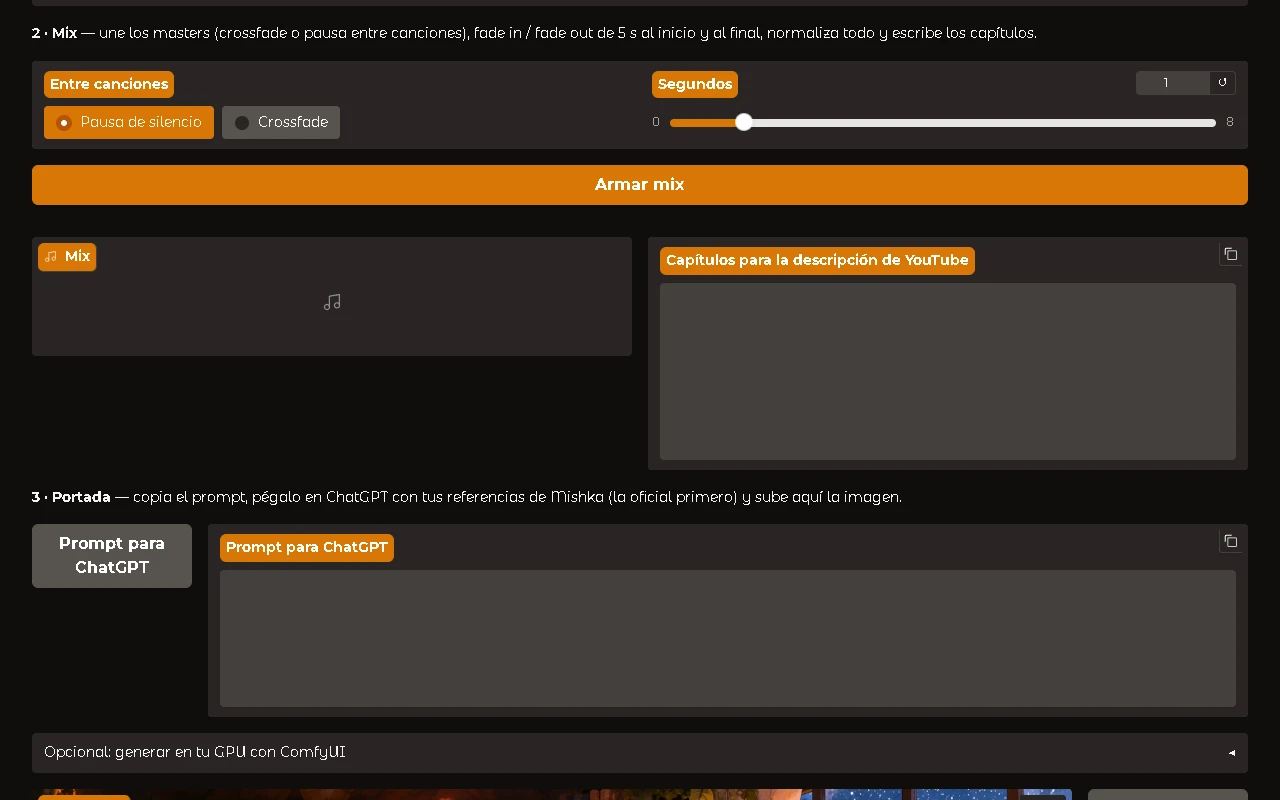 2 · Mix — une los masters (crossfade o pausa entre canciones), fade in / fade out de 5 s al inicio y al final, normaliza todo y escribe los capítulos.
Entre canciones
Pausa de silencio
Crossfade
Segundos
1
↺
0
8
Armar mix
Mix
Capítulos para la descripción de YouTube
3 · Portada — copia el prompt, pégalo en ChatGPT con tus referencias de Mishka (la oficial primero) y sube aquí la imagen.
Prompt para
ChatGPT
Prompt para ChatGPT
Opcional: generar en tu GPU con ComfyUI